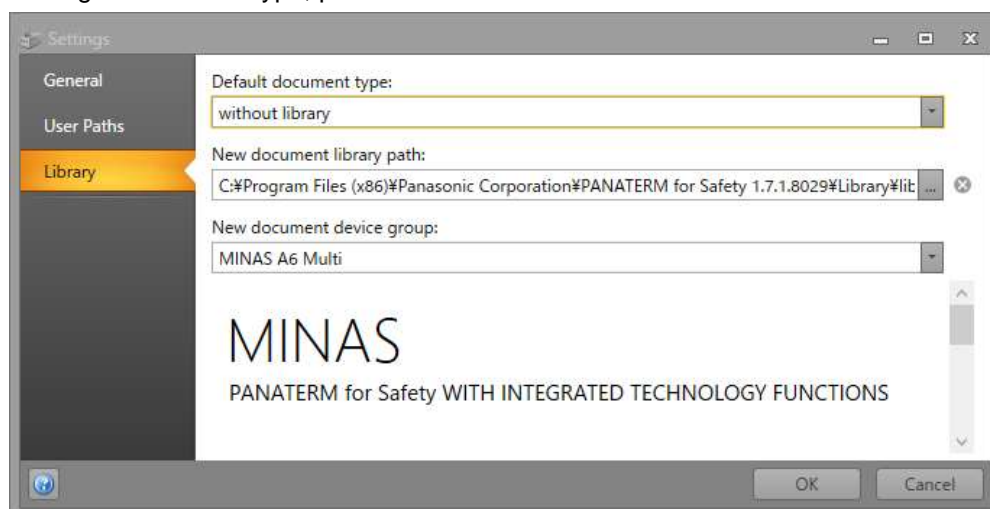 Settings
General
User Paths
Library
Default document type:
without library
New document library path:
C:¥Program Files (x86)¥Panasonic Corporation¥PANATERM for Safety 1.7.1.8029¥Library¥lib ...
New document device group:
MINAS A6 Multi
MINAS
PANATERM for Safety WITH INTEGRATED TECHNOLOGY FUNCTIONS
OK
Cancel